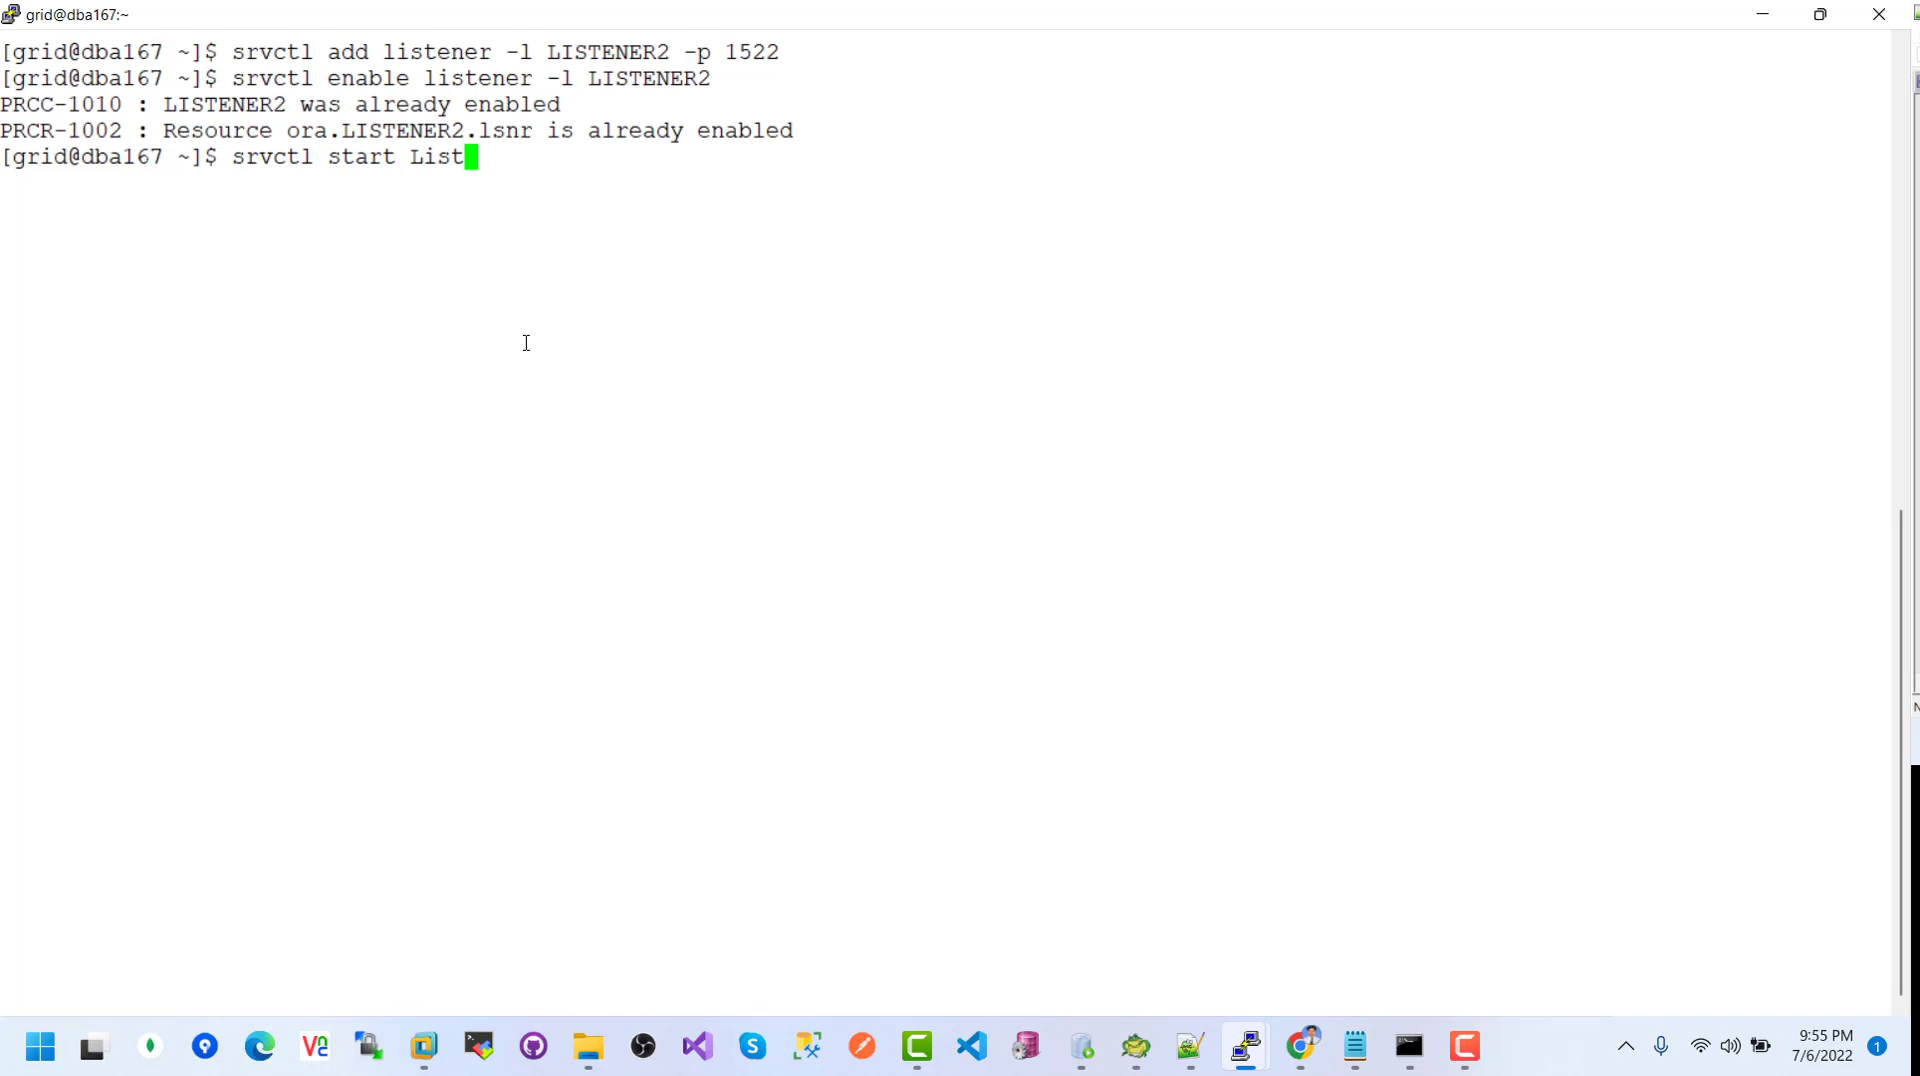 grid@dba167:~
[grid@dba167 ~]$ srvctl add listener -l LISTENER2 -p 1522
[grid@dba167 ~]$ srvctl enable listener -l LISTENER2
PRCC-1010 : LISTENER2 was already enabled
PRCR-1002 : Resource ora.LISTENER2.lsnr is already enabled
[grid@dba167 ~]$ srvctl start List
N
9:55 PM
7/6/2022
1